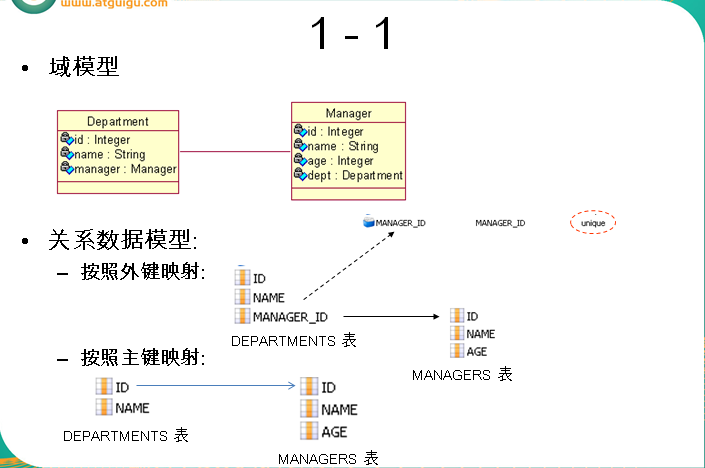 www.atguigu.com
1 - 1
• 域模型
Department
id : Integer
name : String
manager : Manager
Manager
id : Integer
name : String
age : Integer
dept : Department
MANAGER_ID MANAGER_ID unique
• 关系数据模型:
– 按照外键映射:
ID
NAME
MANAGER_ID
DEPARTMENTS 表
ID
NAME
AGE
MANAGERS 表
– 按照主键映射:
ID
NAME
DEPARTMENTS 表
ID
NAME
AGE
MANAGERS 表